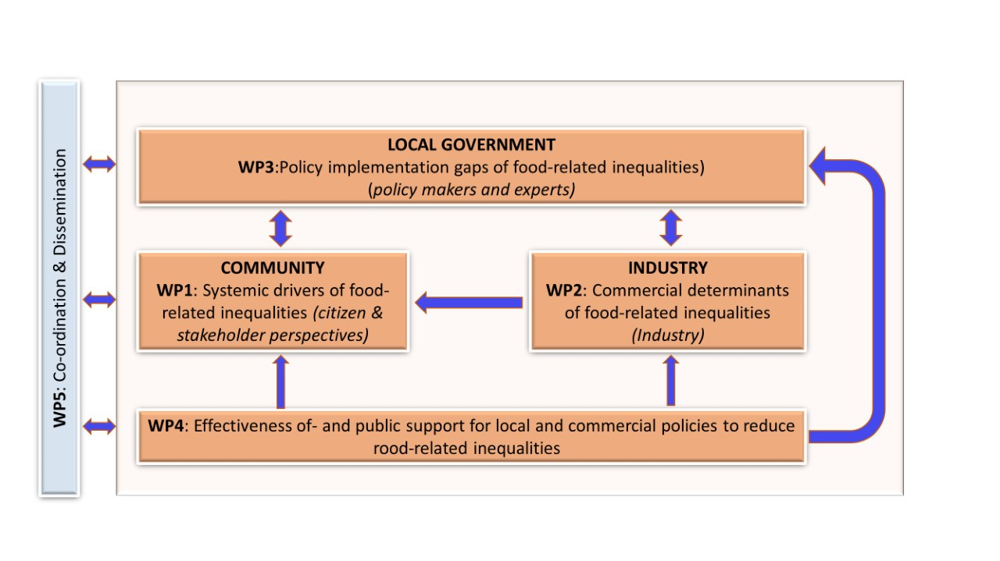 WP5: Co-ordination & Dissemination
LOCAL GOVERNMENT
WP3:Policy implementation gaps of food-related inequalities)
(policy makers and experts)
COMMUNITY
WP1: Systemic drivers of food-
related inequalities (citizen &
stakeholder perspectives)
INDUSTRY
WP2: Commercial determinants
of food-related inequalities
(Industry)
WP4: Effectiveness of- and public support for local and commercial policies to reduce
rood-related inequalities